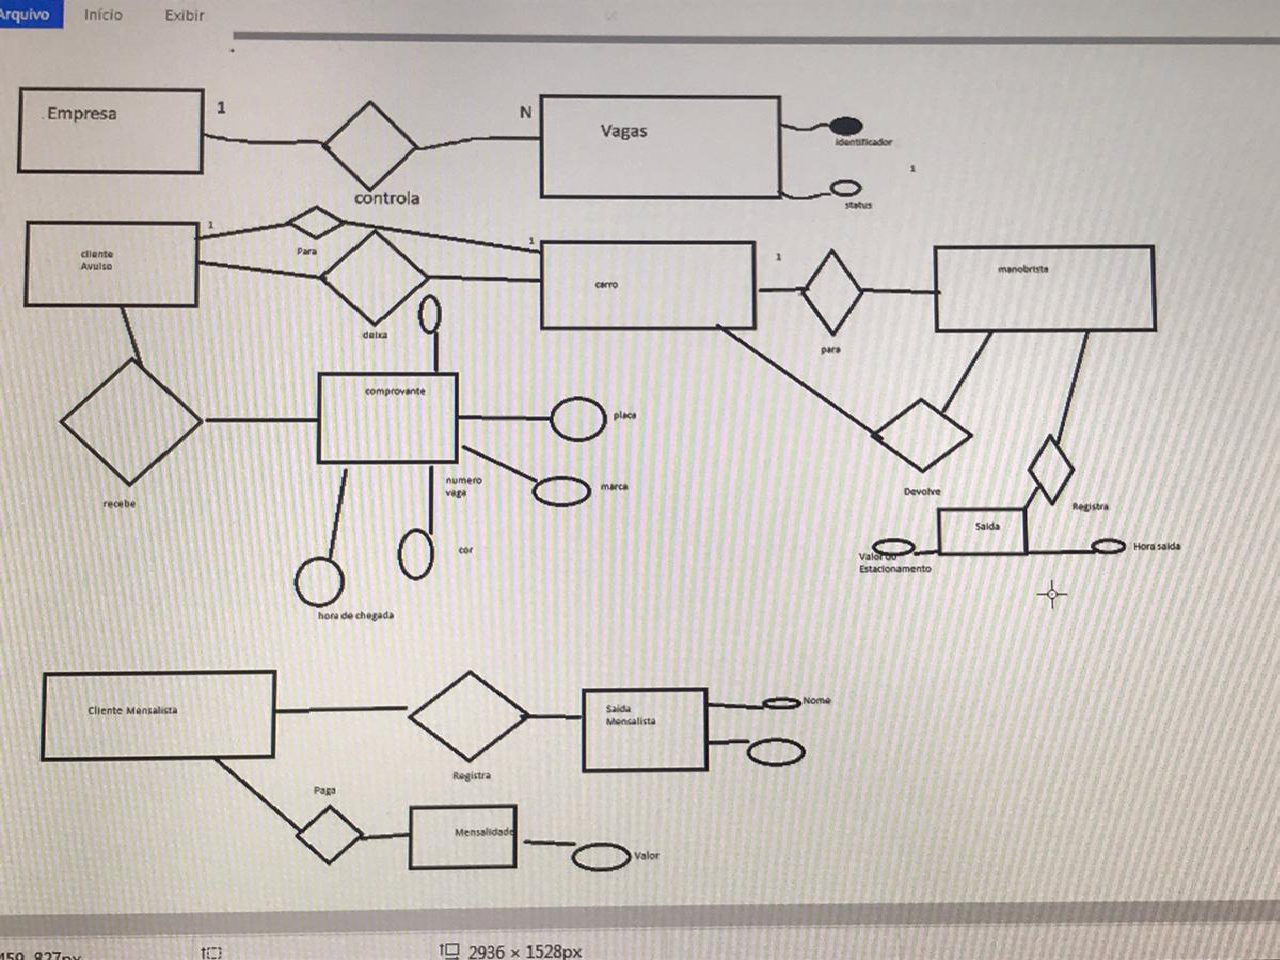 Arquivo
Início
Exibir
Empresa
1
N
Vagas
identificador
1
status
controla
cliente
Avulso
1
Para
1
carro
1
manobrista
deixa
para
comprovante
placa
recebe
numero
vaga
marca
Devolve
Registra
cor
Saida
Valor do
Estacionamento
Hora saida
hora de chegada
Cliente Mensalista
Saida
Mensalista
Nome
Registra
Paga
Mensalidade
Valor
2936 × 1528px